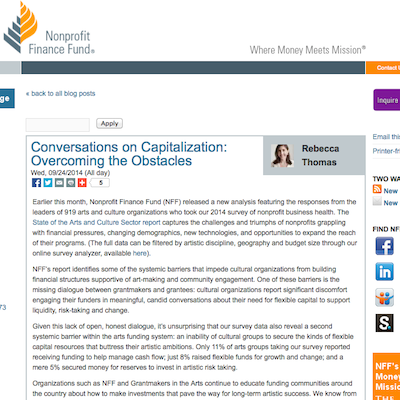 Nonprofit
Finance Fund®
Where Money Meets Mission®
Contact
ge
« back to all blog posts
Inquire
Apply
Conversations on Capitalization:
Overcoming the Obstacles
Rebecca
Thomas
Wed, 09/24/2014 (All day)
5
Email this
Printer-fri
TWO WA
New
New
Earlier this month, Nonprofit Finance Fund (NFF) released a new analysis featuring the responses from the
leaders of 919 arts and culture organizations who took our 2014 survey of nonprofit business health. The
State of the Arts and Culture Sector report captures the challenges and triumphs of nonprofits grappling
with financial pressures, changing demographics, new technologies, and opportunities to expand the reach
of their programs. (The full data can be filtered by artistic discipline, geography and budget size through our
online survey analyzer, available here).
FIND NF
NFF's report identifies some of the systemic barriers that impede cultural organizations from building
financial structures supportive of art-making and community engagement. One of these barriers is the
missing dialogue between grantmakers and grantees: cultural organizations report significant discomfort
engaging their funders in meaningful, candid conversations about their need for flexible capital to support
liquidity, risk-taking and change.
73
Given this lack of open, honest dialogue, it's unsurprising that our survey data also reveal a second
systemic barrier within the arts funding system: an inability of cultural groups to secure the kinds of flexible
capital resources that buttress their artistic ambitions. Only 11% of arts groups taking our survey reported
receiving funding to help manage cash flow; just 8% raised flexible funds for growth and change; and a
mere 5% secured money for reserves to invest in artistic risk taking.
NFF's
Mone
Missio
THE
Organizations such as NFF and Grantmakers in the Arts continue to educate funding communities around
the country about how to make investments that pave the way for long-term artistic success. We know from